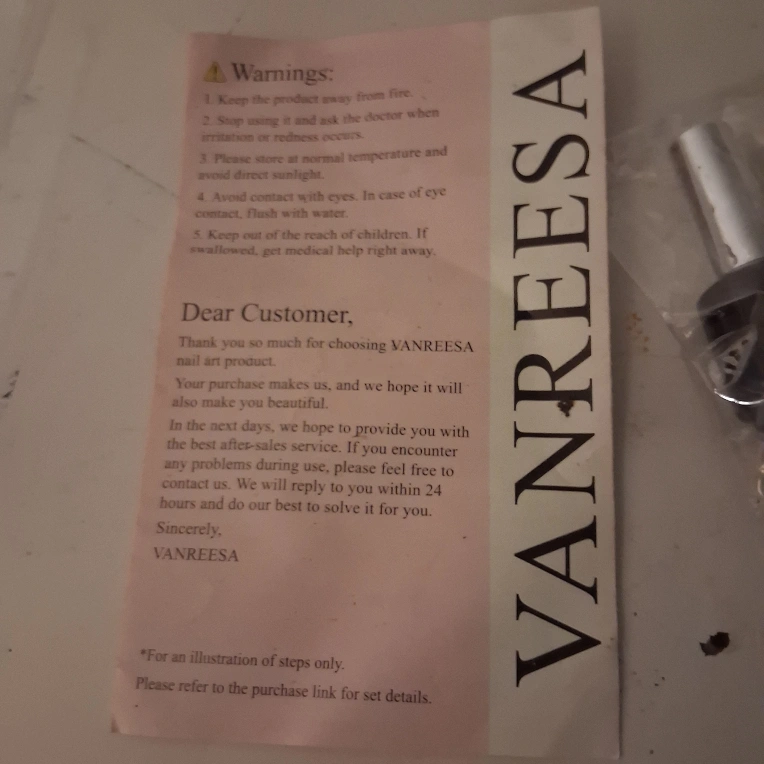 Warnings:
1. Keep the product away from fire.
2. Stop using it and ask the doctor when
irritation or redness occurs.
3. Please store at normal temperature and
avoid direct sunlight.
4. Avoid contact with eyes. In case of eye
contact, flush with water.
5. Keep out of the reach of children. If
swallowed, get medical help right away.
Dear Customer,
Thank you so much for choosing VANREESA
nail art product.
Your purchase makes us, and we hope it will
also make you beautiful.
In the next days, we hope to provide you with
the best after-sales service. If you encounter
any problems during use, please feel free to
contact us. We will reply to you within 24
hours and do our best to solve it for you.
Sincerely,
VANREESA
*For an illustration of steps only.
Please refer to the purchase link for set details.
VANREESA